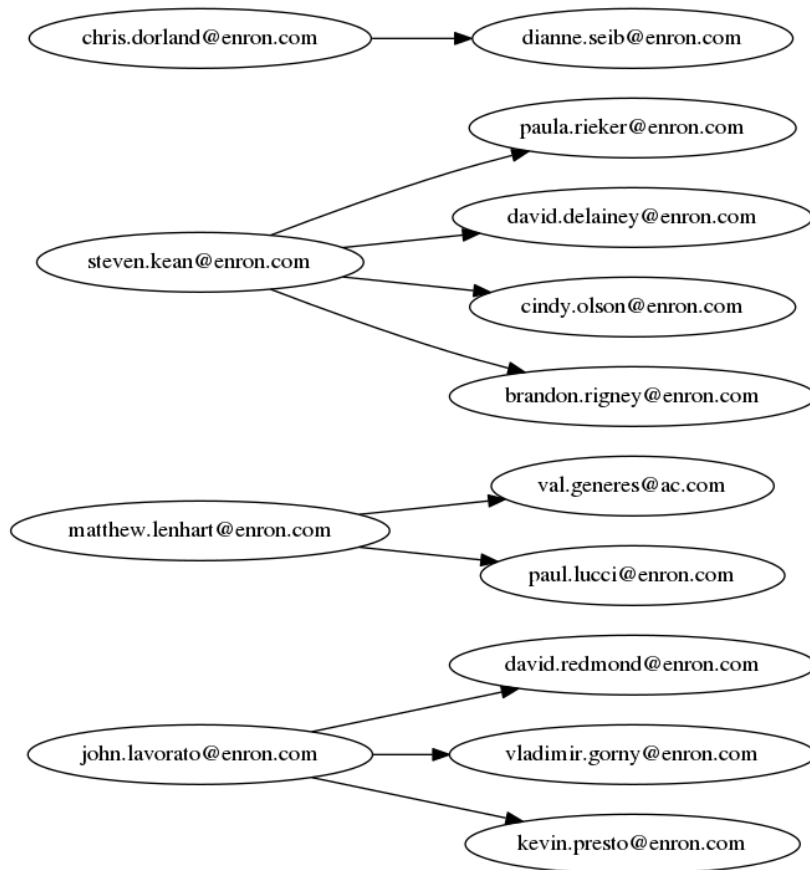 chris.dorland@enron.com
dianne.seib@enron.com
paula.rieker@enron.com
david.delainey@enron.com
steven.kean@enron.com
cindy.olson@enron.com
brandon.rigney@enron.com
val.generes@ac.com
matthew.lenhart@enron.com
paul.lucci@enron.com
david.redmond@enron.com
john.lavorato@enron.com
vladimir.gorny@enron.com
kevin.presto@enron.com